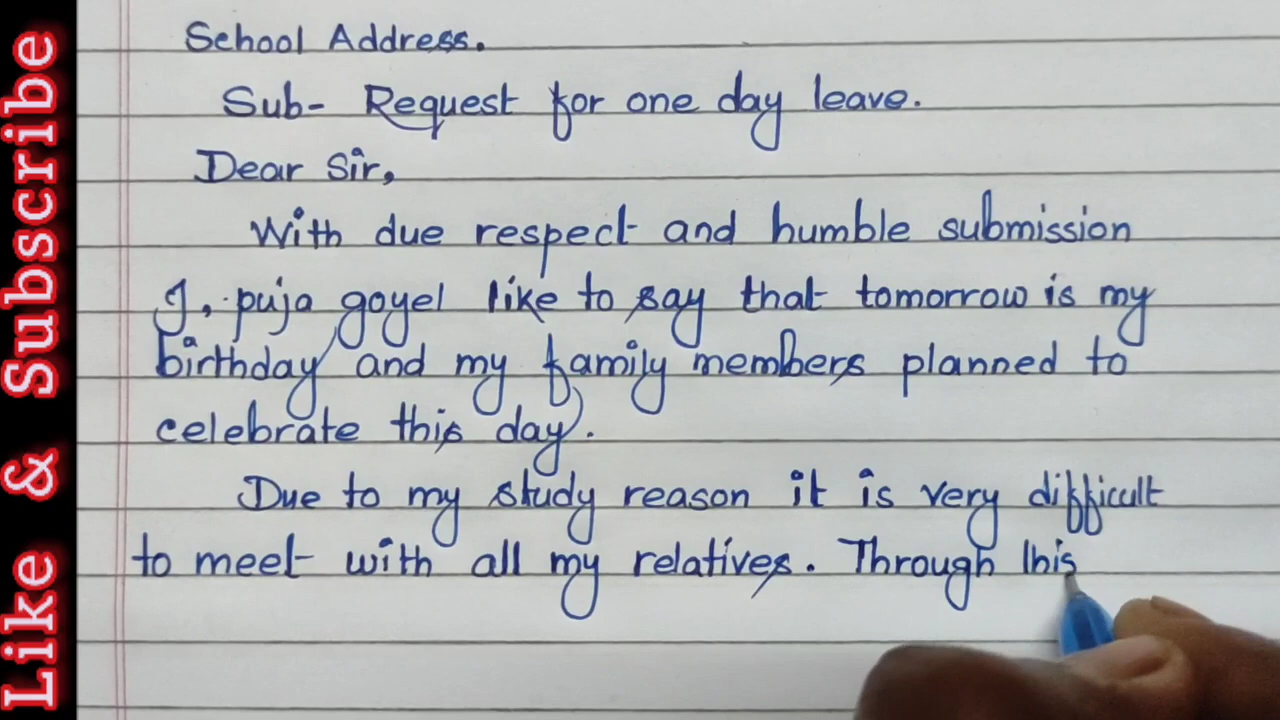 Like & Subscribe
School Address.
Sub- Request for one day leave.
Dear Sir,
With due respect and humble submission
I, puja goyel like to say that tomorrow is my
birthday and my family members planned to
celebrate this day.
Due to my study reason it is very difficult
to meet with all my relatives. Through this